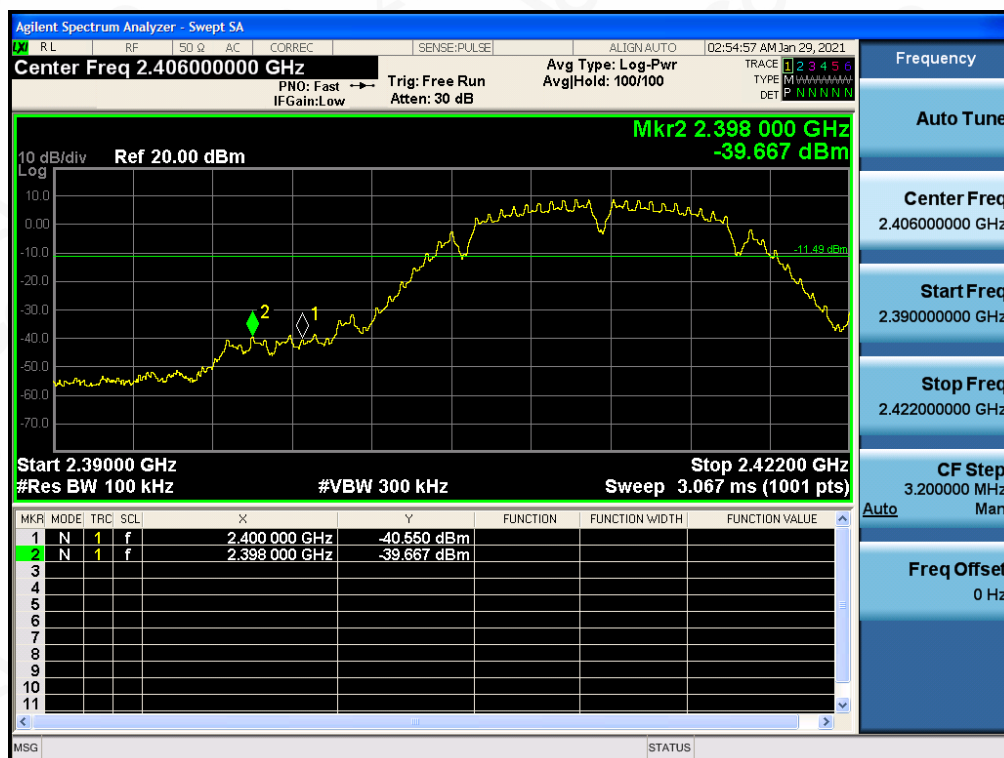 Agilent Spectrum Analyzer - Swept SA
LXI RL RF 50 Ω AC CORREC SENSE:PULSE ALIGN AUTO 02:54:57 AM Jan 29, 2021
Center Freq 2.406000000 GHz
PNO: Fast
IFGain:Low
Trig: Free Run
Atten: 30 dB
Avg Type: Log-Pwr
Avg|Hold: 100/100
TRACE 1 2 3 4 5 6
TYPE M
DET P N N N N N
Mkr2 2.398 000 GHz
-39.667 dBm
10 dB/div Ref 20.00 dBm
Log
10.0
0.00
-10.0
-20.0
-30.0
-40.0
-50.0
-60.0
-70.0
-11.49 dBm
2
1
Start 2.39000 GHz Stop 2.42200 GHz
#Res BW 100 kHz #VBW 300 kHz Sweep 3.067 ms (1001 pts)
MKR MODE TRC SCL X Y FUNCTION FUNCTION WIDTH FUNCTION VALUE
1 N 1 f 2.400 000 GHz -40.550 dBm
2 N 1 f 2.398 000 GHz -39.667 dBm
3
4
5
6
7
8
9
10
11
MSG STATUS
Frequency
Auto Tune
Center Freq
2.406000000 GHz
Start Freq
2.390000000 GHz
Stop Freq
2.422000000 GHz
CF Step
3.200000 MHz
Auto Man
Freq Offset
0 Hz